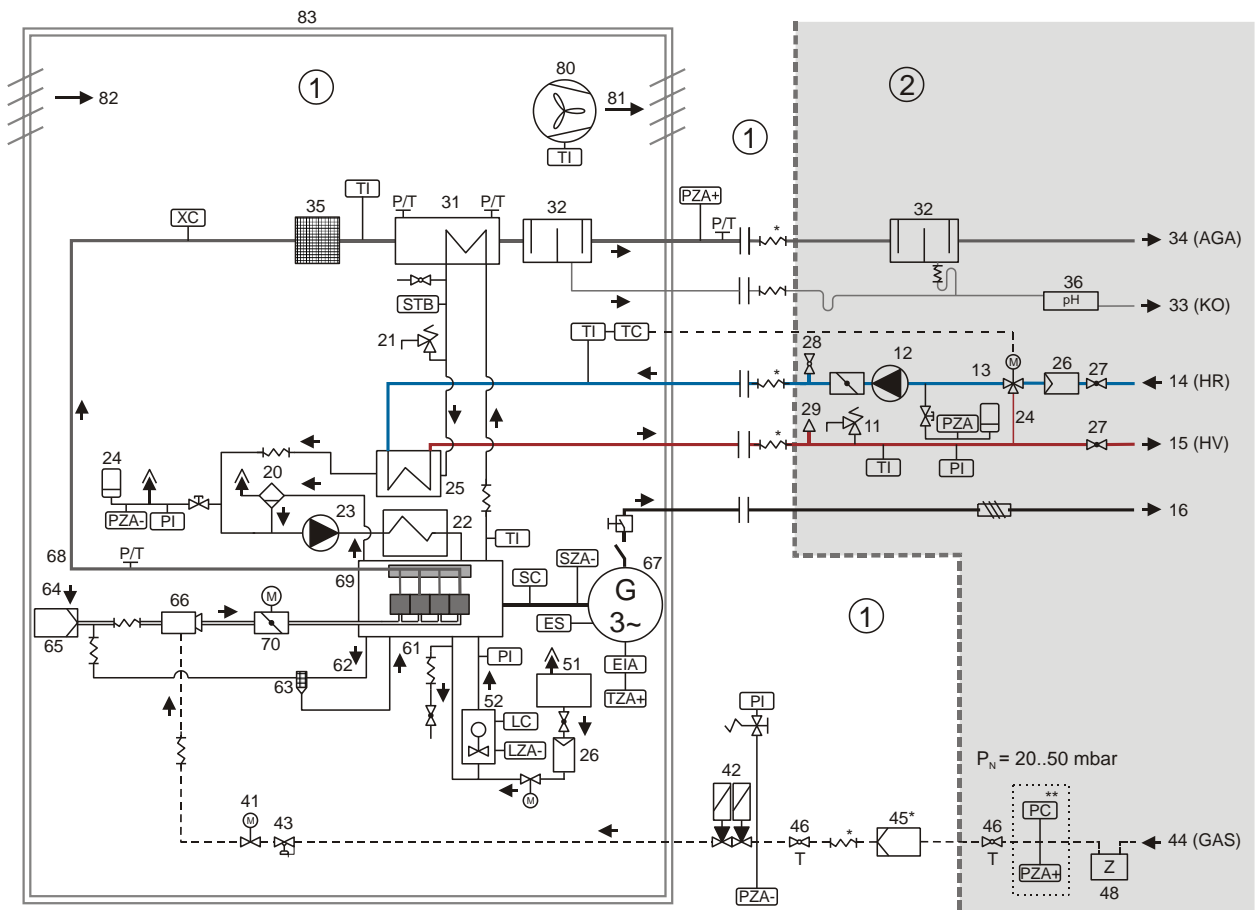 83
1
80
2
82
81
1
TI
TI
P/T
31
P/T
PZA+
XC
35
32
P/T
*
32
34 (AGA)
36
pH
33 (KO)
STB
21
TI
TC
28
12
M
13
26
27
14 (HR)
*
29
11
PZA
24
27
15 (HV)
*
TI
PI
24
20
25
PZA-
PI
23
22
16
TI
68
P/T
69
SC
SZA-
67
G
3~
64
66
M
65
70
ES
61
62
PI
51
EIA
63
52
TZA+
LC
LZA-
26
M
1
PI
P_N = 20..50 mbar
42
41
M
43
46
T
*
45*
46
T
**
PC
PZA+
Z
48
44 (GAS)
PZA-